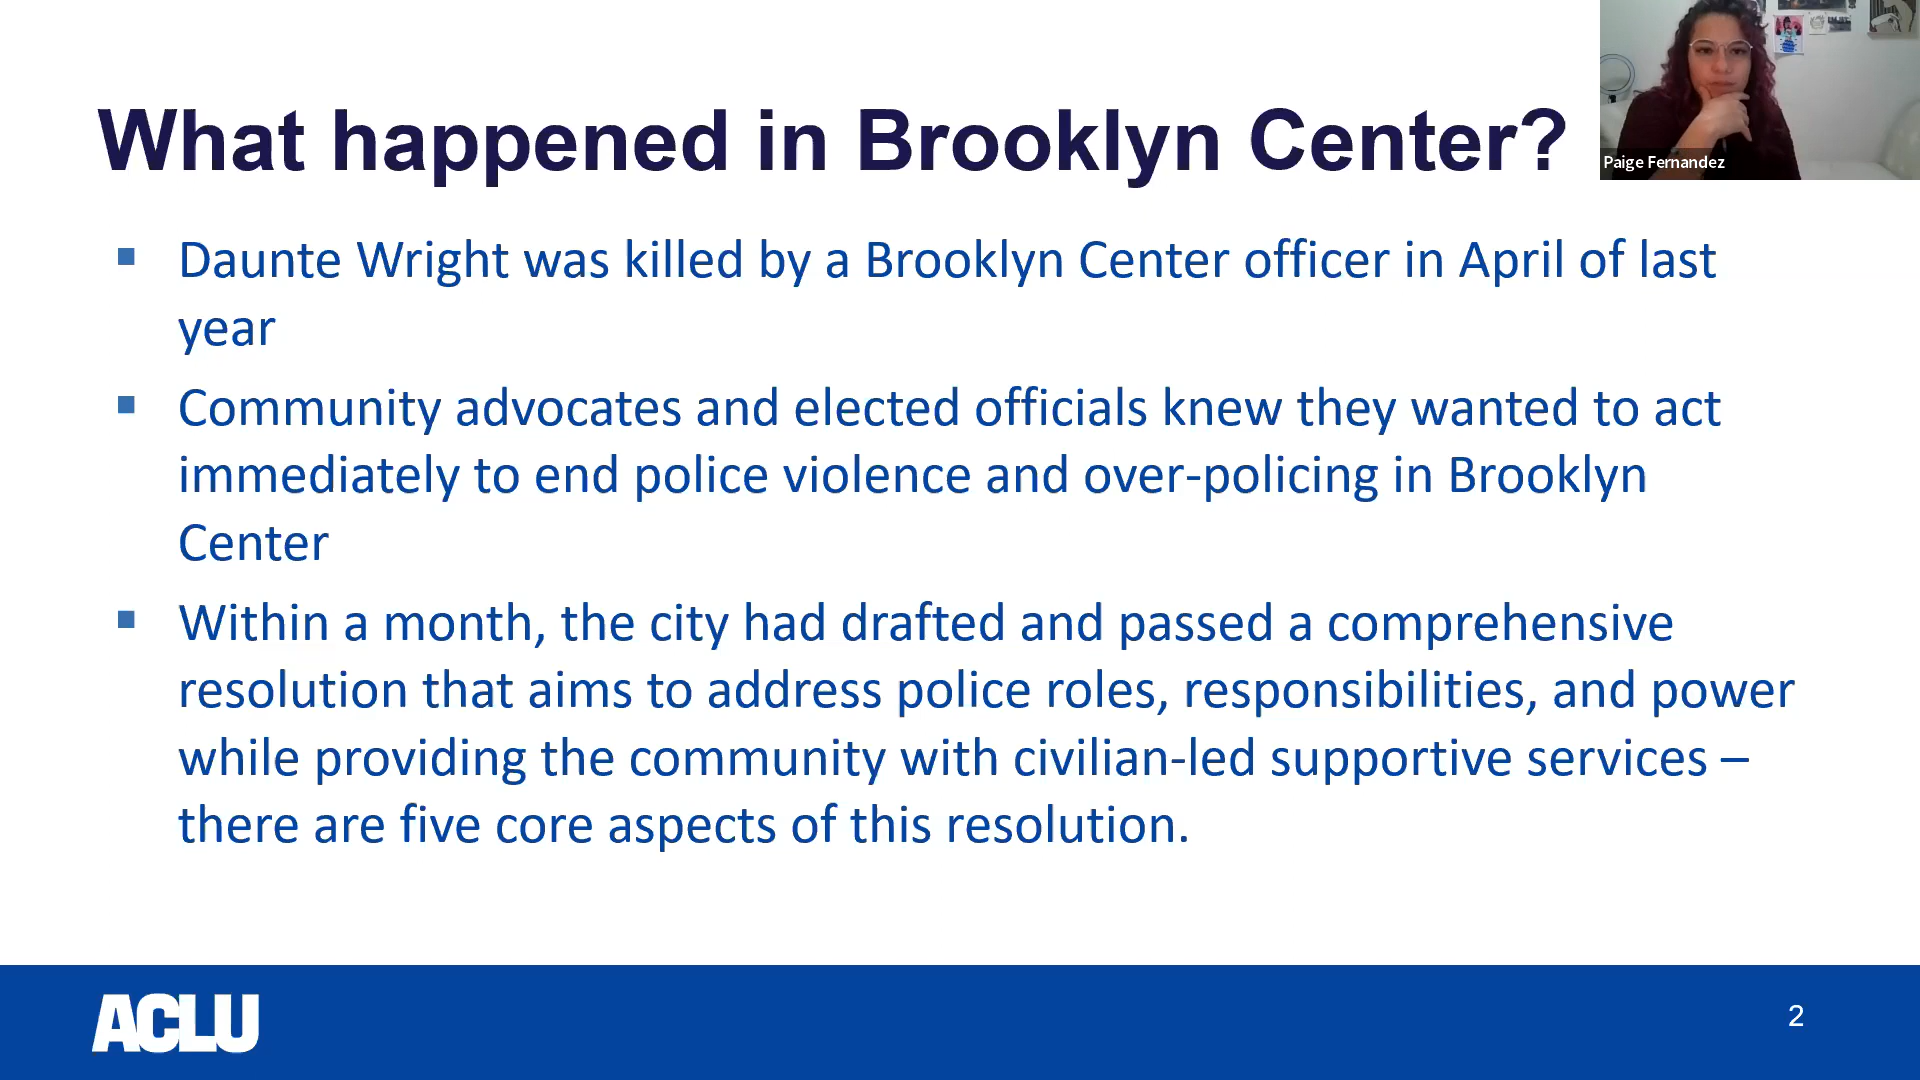 What happened in Brooklyn Center?
Paige Fernandez
▪ Daunte Wright was killed by a Brooklyn Center officer in April of last
year
▪ Community advocates and elected officials knew they wanted to act
immediately to end police violence and over-policing in Brooklyn
Center
▪ Within a month, the city had drafted and passed a comprehensive
resolution that aims to address police roles, responsibilities, and power
while providing the community with civilian-led supportive services –
there are five core aspects of this resolution.
ACLU
2